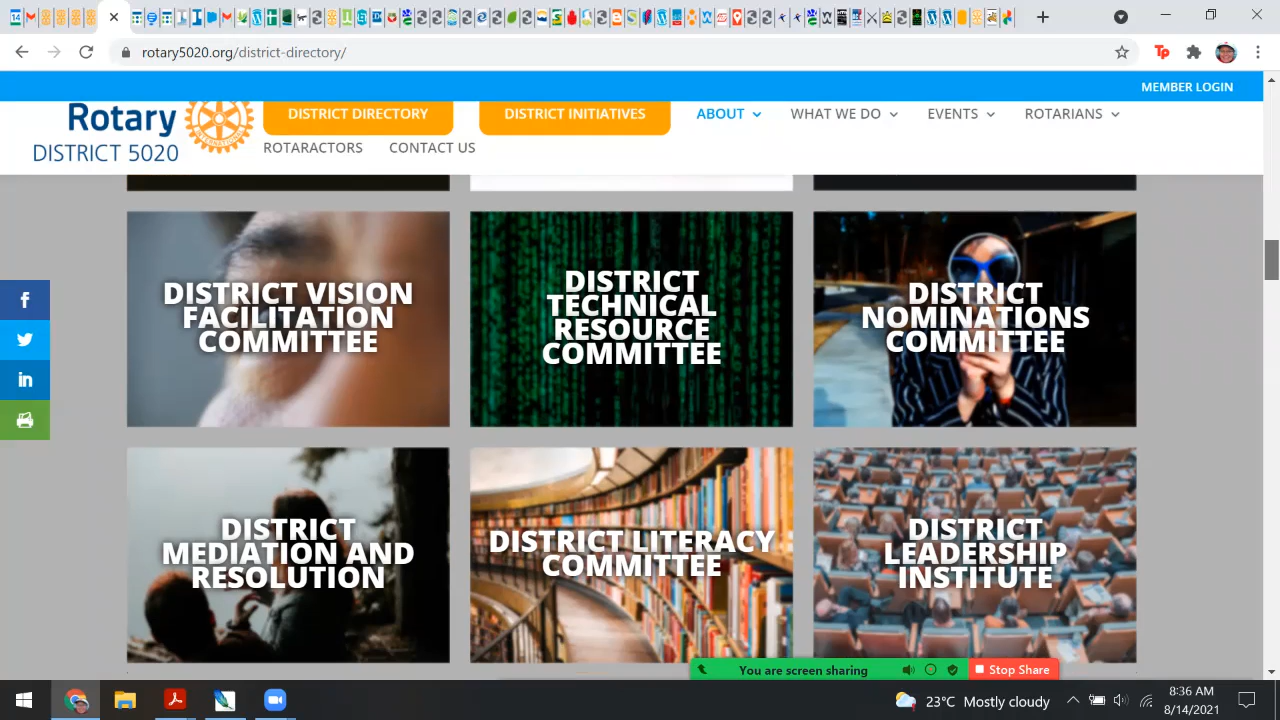 14
rotary5020.org/district-directory/
Tp
MEMBER LOGIN
Rotary
DISTRICT 5020
DISTRICT DIRECTORY
DISTRICT INITIATIVES
ABOUT
WHAT WE DO
EVENTS
ROTARIANS
ROTARACTORS
CONTACT US
DISTRICT VISION
FACILITATION
COMMITTEE
DISTRICT
TECHNICAL
RESOURCE
COMMITTEE
DISTRICT
NOMINATIONS
COMMITTEE
DISTRICT
MEDIATION AND
RESOLUTION
DISTRICT LITERACY
COMMITTEE
DISTRICT
LEADERSHIP
INSTITUTE
You are screen sharing
Stop Share
23°C Mostly cloudy
8:36 AM
8/14/2021